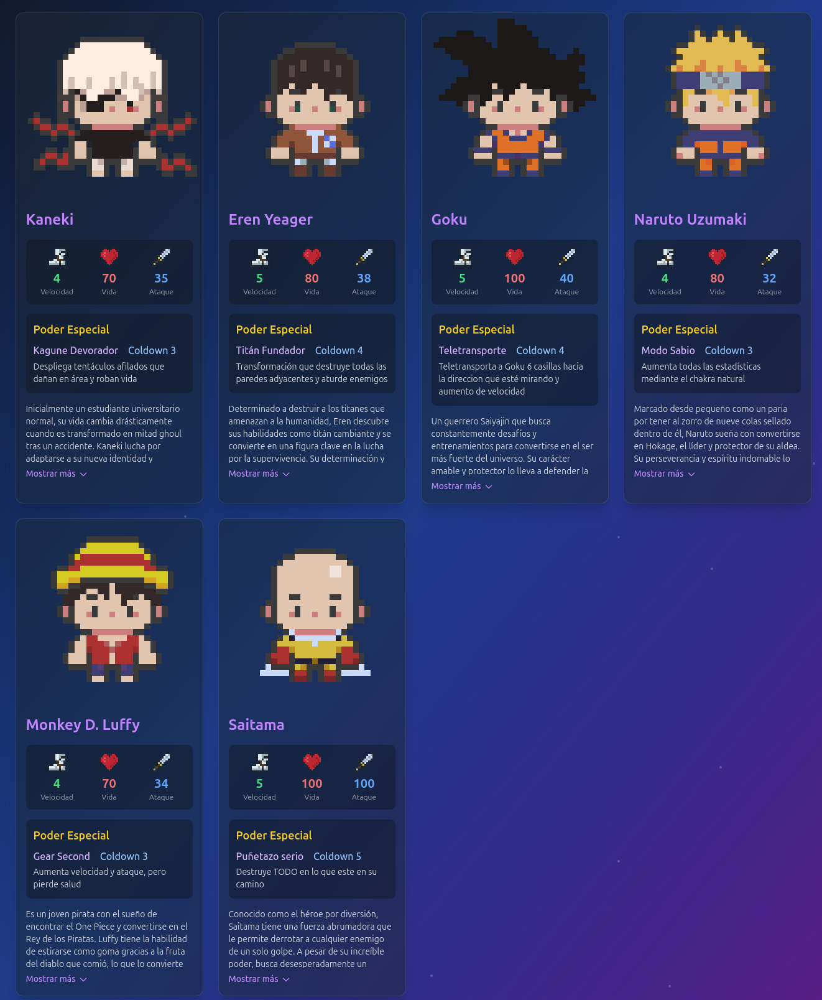 Kaneki
4 70 35
Velocidad Vida Ataque
Poder Especial
Kagune Devorador Coldown 3
Despliega tentáculos afilados que
dañan en área y roban vida
Inicialmente un estudiante universitario
normal, su vida cambia drásticamente
cuando es transformado en mitad ghoul
tras un accidente. Kaneki lucha por
adaptarse a su nueva identidad y
Mostrar más
Eren Yeager
5 80 38
Velocidad Vida Ataque
Poder Especial
Titán Fundador Coldown 4
Transformación que destruye todas las
paredes adyacentes y aturde enemigos
Determinado a destruir a los titanes que
amenazan a la humanidad, Eren descubre
sus habilidades como titán cambiante y se
convierte en una figura clave en la lucha
por la supervivencia. Su determinación y
Mostrar más
Goku
5 100 40
Velocidad Vida Ataque
Poder Especial
Teletransporte Coldown 4
Teletransporta a Goku 6 casillas hacia
la direccion que esté mirando y
aumento de velocidad
Un guerrero Saiyajin que busca
constantemente desafíos y
entrenamientos para convertirse en el ser
más fuerte del universo. Su carácter
amable y protector lo lleva a defender la
Mostrar más
Naruto Uzumaki
4 80 32
Velocidad Vida Ataque
Poder Especial
Modo Sabio Coldown 3
Aumenta todas las estadísticas
mediante el chakra natural
Marcado desde pequeño como un paria
por tener al zorro de nueve colas sellado
dentro de él, Naruto sueña con convertirse
en Hokage, el líder y protector de su aldea.
Su perseverancia y espíritu indomable lo
Mostrar más
Monkey D. Luffy
4 70 34
Velocidad Vida Ataque
Poder Especial
Gear Second Coldown 3
Aumenta velocidad y ataque, pero
pierde salud
Es un joven pirata con el sueño de
encontrar el One Piece y convertirse en el
Rey de los Piratas. Luffy tiene la habilidad
de estirarse como goma gracias a la fruta
del diablo que comió, lo que lo convierte
Mostrar más
Saitama
5 100 100
Velocidad Vida Ataque
Poder Especial
Puñetazo serio Coldown 5
Destruye TODO en lo que este en su
camino
Conocido como el héroe por diversión,
Saitama tiene una fuerza abrumadora que
le permite derrotar a cualquier enemigo
de un solo golpe. A pesar de su increíble
poder, busca desesperadamente un
Mostrar más